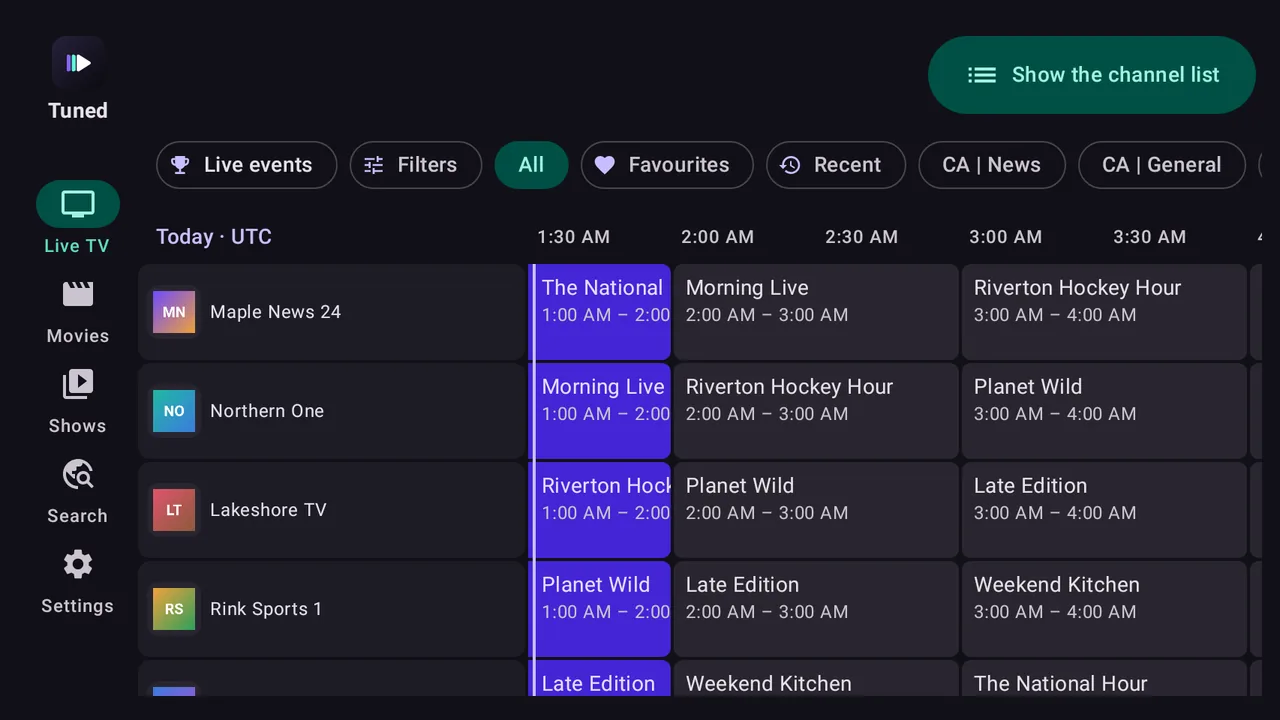 Tuned
Show the channel list
Live events
Filters
All
Favourites
Recent
CA | News
CA | General
Live TV
Movies
Shows
Search
Settings
Today · UTC
1:30 AM
2:00 AM
2:30 AM
3:00 AM
3:30 AM
MN
Maple News 24
The National
1:00 AM – 2:00
Morning Live
2:00 AM – 3:00 AM
Riverton Hockey Hour
3:00 AM – 4:00 AM
NO
Northern One
Morning Live
1:00 AM – 2:00
Riverton Hockey Hour
2:00 AM – 3:00 AM
Planet Wild
3:00 AM – 4:00 AM
LT
Lakeshore TV
Riverton Hock
1:00 AM – 2:00
Planet Wild
2:00 AM – 3:00 AM
Late Edition
3:00 AM – 4:00 AM
RS
Rink Sports 1
Planet Wild
1:00 AM – 2:00
Late Edition
2:00 AM – 3:00 AM
Weekend Kitchen
3:00 AM – 4:00 AM
Late Edition
Weekend Kitchen
The National Hour